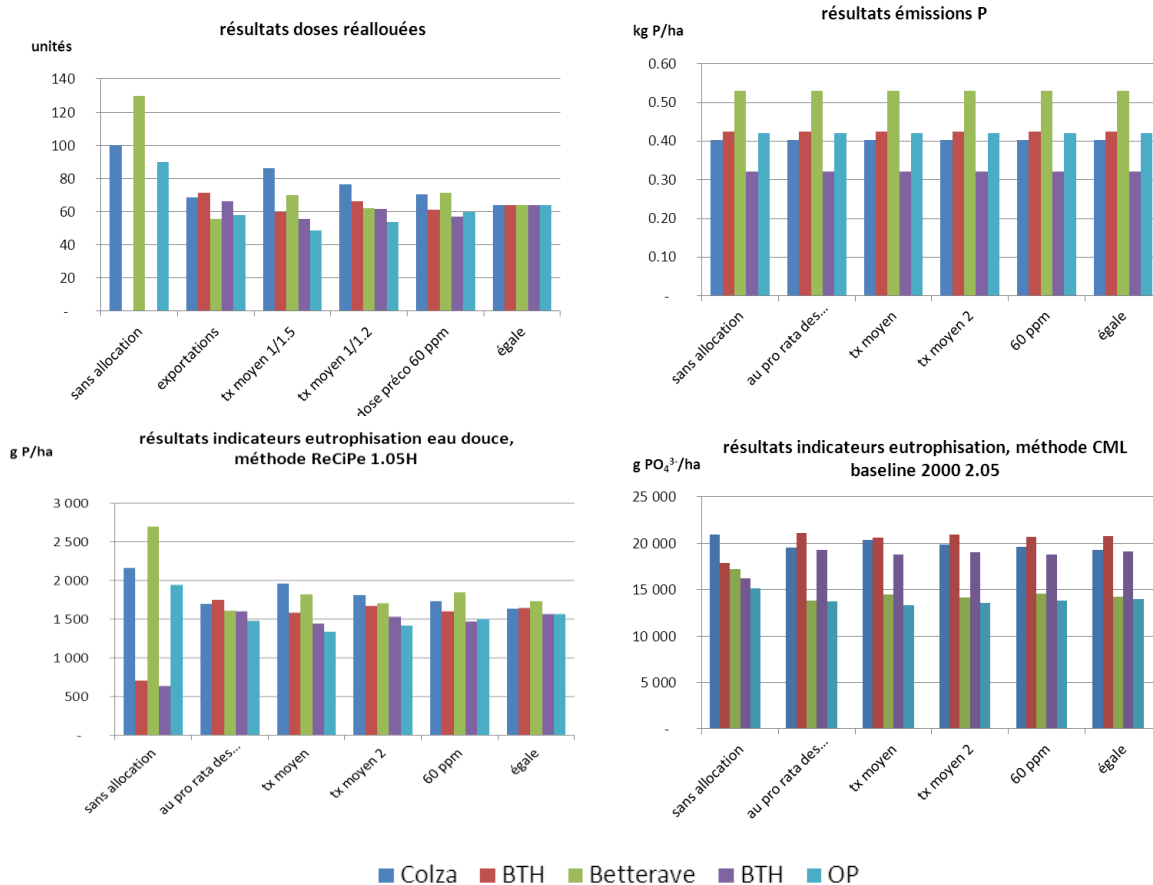 résultats doses réallouées
unités
140
120
100
80
60
40
20
-
sans allocation
exportations
tx moyen 1/1.5
tx moyen 1/1.2
dose préco 60 ppm
égale
résultats émissions P
kg P/ha
0.60
0.50
0.40
0.30
0.20
0.10
-
sans allocation
au pro rata des...
tx moyen
tx moyen 2
60 ppm
égale
résultats indicateurs eutrophisation eau douce,
méthode ReCiPe 1.05H
g P/ha
3 000
2 500
2 000
1 500
1 000
500
-
sans allocation
au pro rata des...
tx moyen
tx moyen 2
60 ppm
égale
résultats indicateurs eutrophisation, méthode CML
baseline 2000 2.05
g PO₄³⁻/ha
25 000
20 000
15 000
10 000
5 000
-
sans allocation
au pro rata des...
tx moyen
tx moyen 2
60 ppm
égale
Colza BTH Betterave BTH OP